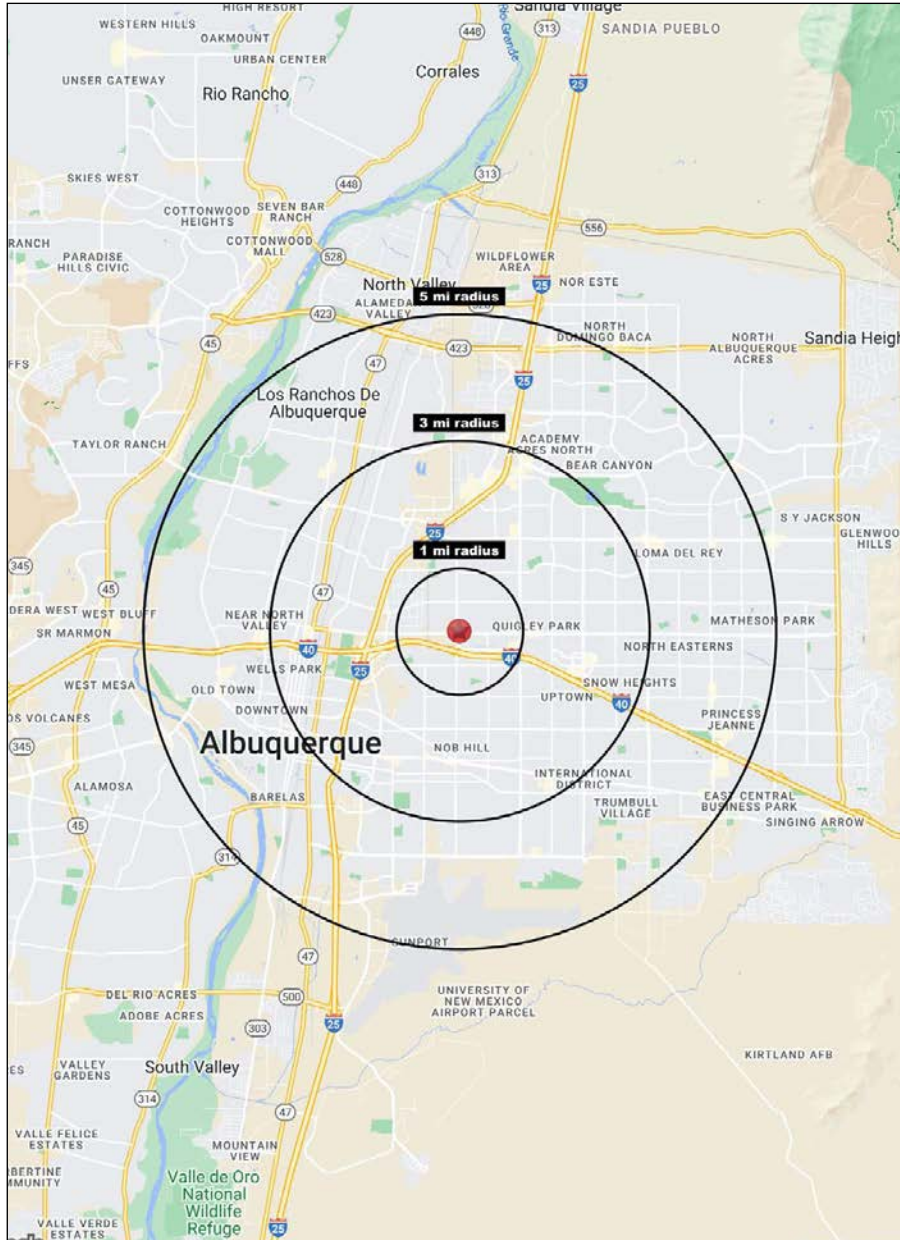 HIGH RESORT
Sandia Village
WESTERN HILLS
448
313
SANDIA PUEBLO
OAKMOUNT
Rio Grande
URBAN CENTER
Corrales
UNSER GATEWAY
25
Rio Rancho
313
SKIES WEST
448
COTTONWOOD
HEIGHTS
SEVEN BAR
RANCH
556
RANCH
COTTONWOOD
MALL
PARADISE
HILLS CIVIC
528
WILDFLOWER
AREA
North Valley
25
NOR ESTE
5 mi radius
ALAMEDA
VALLEY
528
423
NORTH
DOMINGO BACA
45
423
NORTH
ALBUQUERQUE
ACRES
Sandia Heigh
FFS
47
25
Los Ranchos De
Albuquerque
3 mi radius
TAYLOR RANCH
ACADEMY
ACRES NORTH
BEAR CANYON
S Y JACKSON
25
GLENWOO
HILLS
1 mi radius
LOMA DEL REY
345
45
47
DERA WEST
WEST BLUFF
NEAR NORTH
VALLEY
QUIGLEY PARK
MATHESON PARK
SR MARMON
40
40
NORTH EASTERNS
WELLS PARK
25
WEST MESA
OLD TOWN
SNOW HEIGHTS
UPTOWN
40
DOWNTOWN
OS VOLCANES
PRINCESS
JEANNE
345
Albuquerque
NOB HILL
ALAMOSA
INTERNATIONAL
DISTRICT
BARELAS
TRUMBULL
VILLAGE
EAST CENTRAL
BUSINESS PARK
45
SINGING ARROW
314
SUNPORT
47
DEL RIO ACRES
500
UNIVERSITY OF
NEW MEXICO
AIRPORT PARCEL
ADOBE ACRES
303
25
KIRTLAND AFB
ES
VALLEY
GARDENS
South Valley
314
47
VALLE FELICE
ESTATES
MOUNTAIN
VIEW
RBERTINE
MMUNITY
Valle de Oro
National
Wildlife
Refuge
VALLE VERDE
ESTATES
25